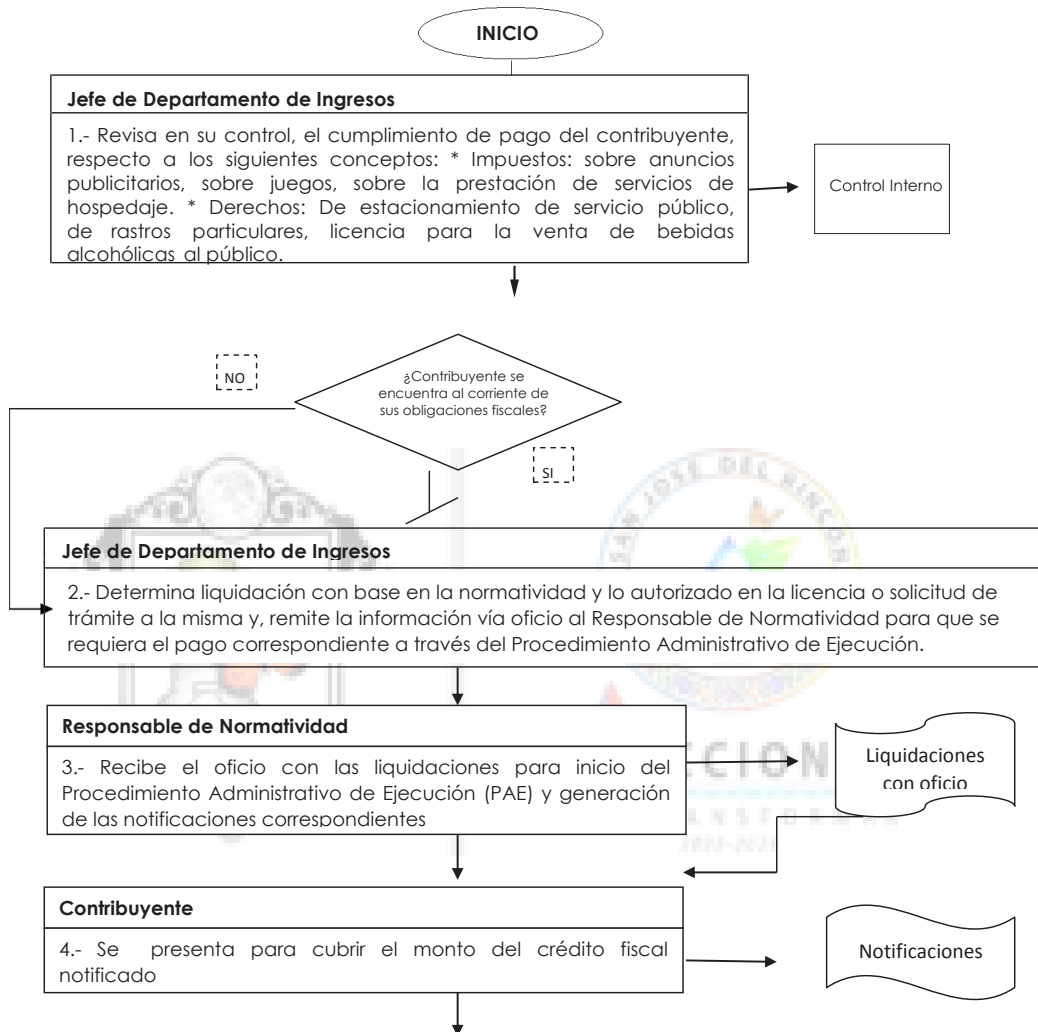 INICIO
Jefe de Departamento de Ingresos
1.- Revisa en su control, el cumplimiento de pago del contribuyente,
respecto a los siguientes conceptos: * Impuestos: sobre anuncios
publicitarios, sobre juegos, sobre la prestación de servicios de
hospedaje. * Derechos: De estacionamiento de servicio público,
de rastros particulares, licencia para la venta de bebidas
alcohólicas al público.
Control Interno
NO
¿Contribuyente se
encuentra al corriente de
sus obligaciones fiscales?
SI
SAN JOSE DEL RINCON
Jefe de Departamento de Ingresos
2.- Determina liquidación con base en la normatividad y lo autorizado en la licencia o solicitud de
trámite a la misma y, remite la información vía oficio al Responsable de Normatividad para que se
requiera el pago correspondiente a través del Procedimiento Administrativo de Ejecución.
Responsable de Normatividad
3.- Recibe el oficio con las liquidaciones para inicio del
Procedimiento Administrativo de Ejecución (PAE) y generación
de las notificaciones correspondientes
Liquidaciones
con oficio
2022-2024
Contribuyente
4.- Se presenta para cubrir el monto del crédito fiscal
notificado
Notificaciones